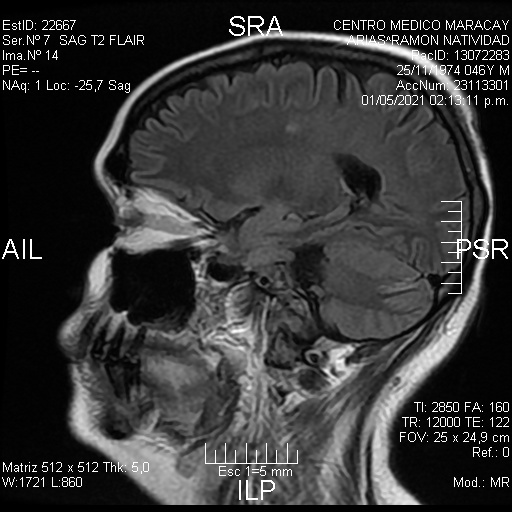 EstID: 22667
Ser.Nº 7 SAG T2 FLAIR
Ima.Nº 14
PE= --
NAq: 1 Loc: -25,7 Sag
SRA
CENTRO MEDICO MARACAY
ARIAS^RAMON NATIVIDAD
PacID: 13072283
25/11/1974 046Y M
AccNum: 23113301
01/05/2021 02:13:11 p.m.
AIL
PSR
TI: 2850 FA: 160
TR: 12000 TE: 122
FOV: 25 x 24,9 cm
Ref.: 0
Mod.: MR
Matriz 512 x 512 Thk: 5,0
W:1721 L:860
Esc 1=5 mm
ILP